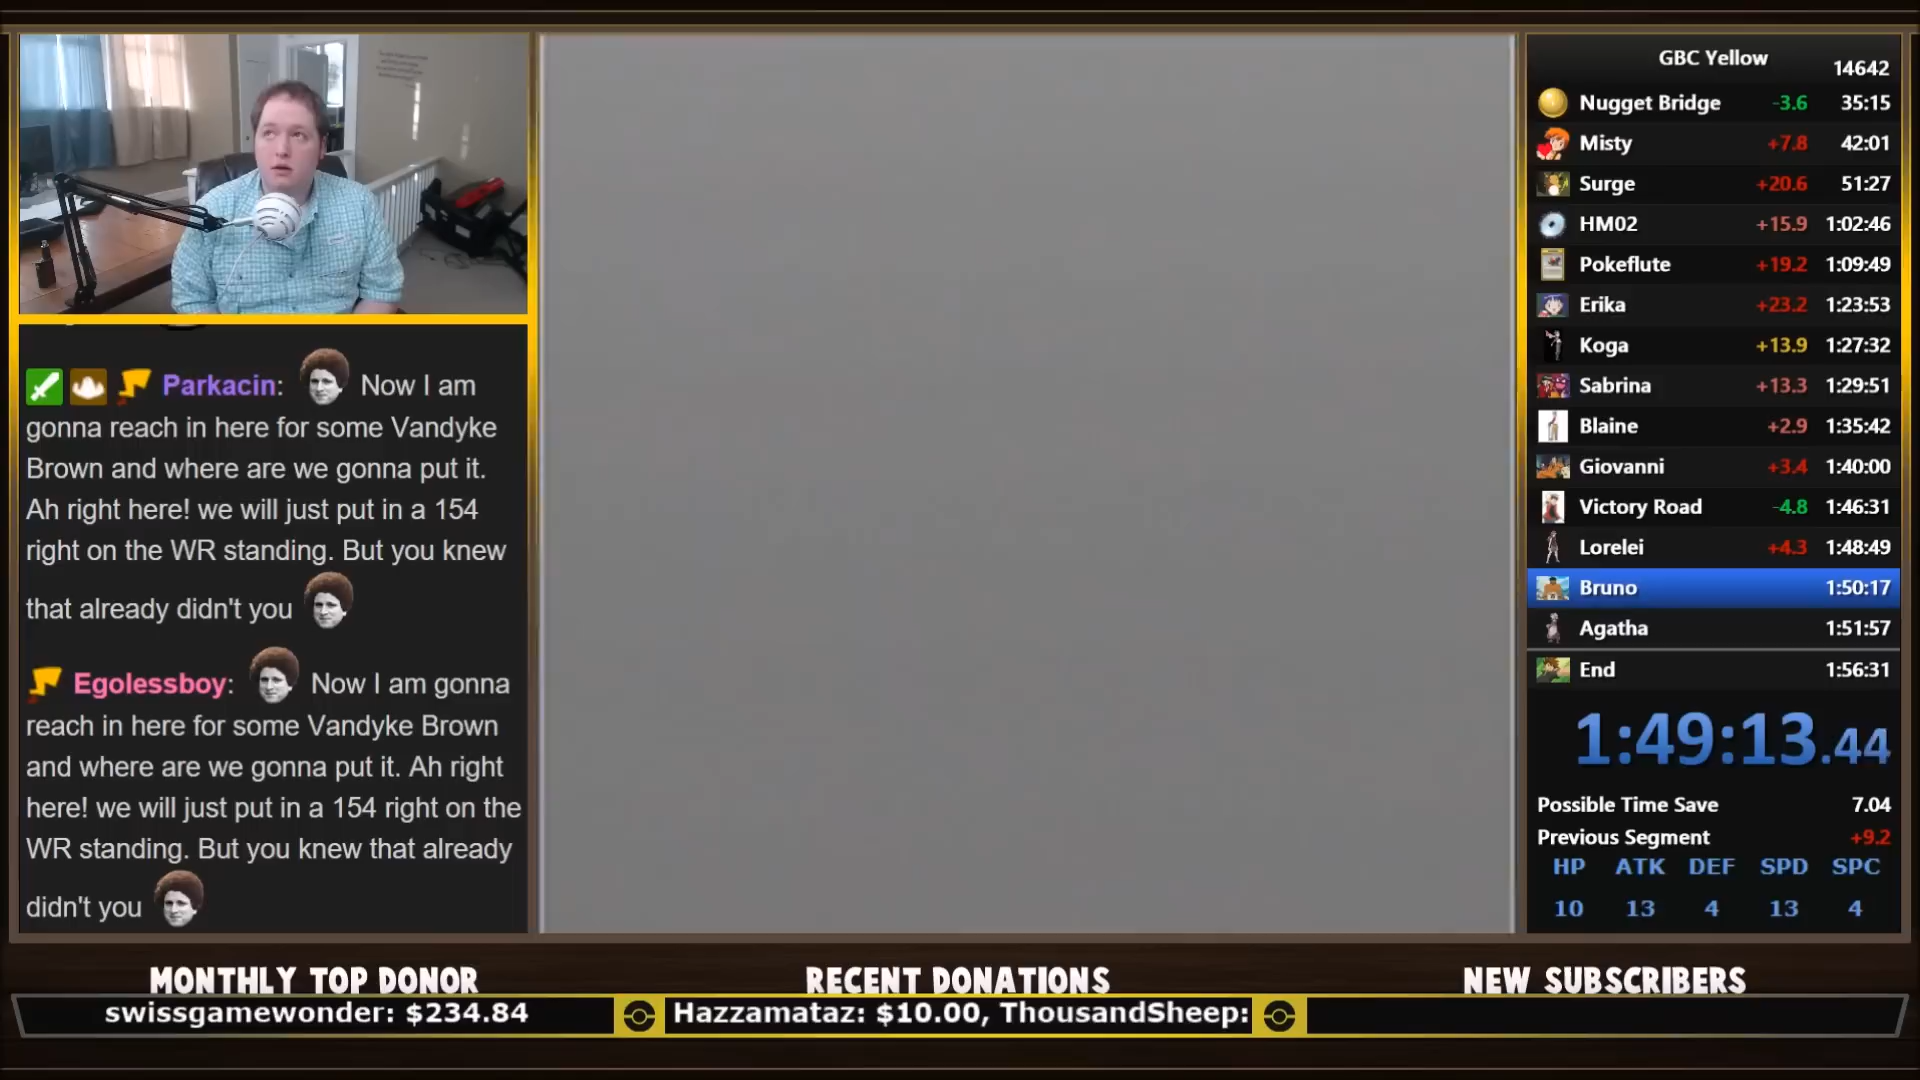 Parkacin: Now I am
gonna reach in here for some Vandyke
Brown and where are we gonna put it.
Ah right here! we will just put in a 154
right on the WR standing. But you knew
that already didn't you
Egolessboy: Now I am gonna
reach in here for some Vandyke Brown
and where are we gonna put it. Ah right
here! we will just put in a 154 right on the
WR standing. But you knew that already
didn't you
GBC Yellow 14642
Nugget Bridge -3.6 35:15
Misty +7.8 42:01
Surge +20.6 51:27
HM02 +15.9 1:02:46
Pokeflute +19.2 1:09:49
Erika +23.2 1:23:53
Koga +13.9 1:27:32
Sabrina +13.3 1:29:51
Blaine +2.9 1:35:42
Giovanni +3.4 1:40:00
Victory Road -4.8 1:46:31
Lorelei +4.3 1:48:49
Bruno 1:50:17
Agatha 1:51:57
End 1:56:31
1:49:13.44
Possible Time Save 7.04
Previous Segment +9.2
HP ATK DEF SPD SPC
10 13 4 13 4
MONTHLY TOP DONOR
swissgamewonder: $234.84
RECENT DONATIONS
Hazzamataz: $10.00, ThousandSheep:
NEW SUBSCRIBERS